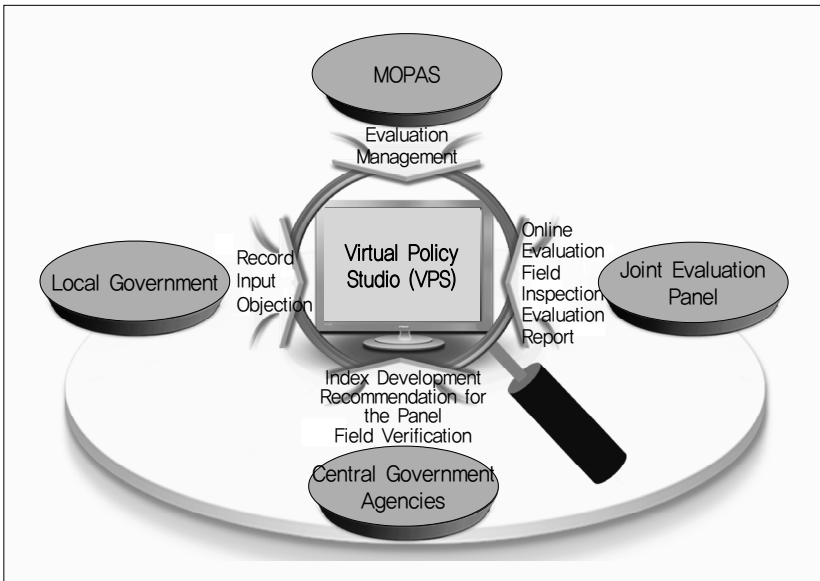 MOPAS
Evaluation
Management
Virtual Policy
Studio (VPS)
Local Government
Record
Input
Objection
Online
Evaluation
Field
Inspection
Evaluation
Report
Joint Evaluation
Panel
Index Development
Recommendation for
the Panel
Field Verification
Central Government
Agencies